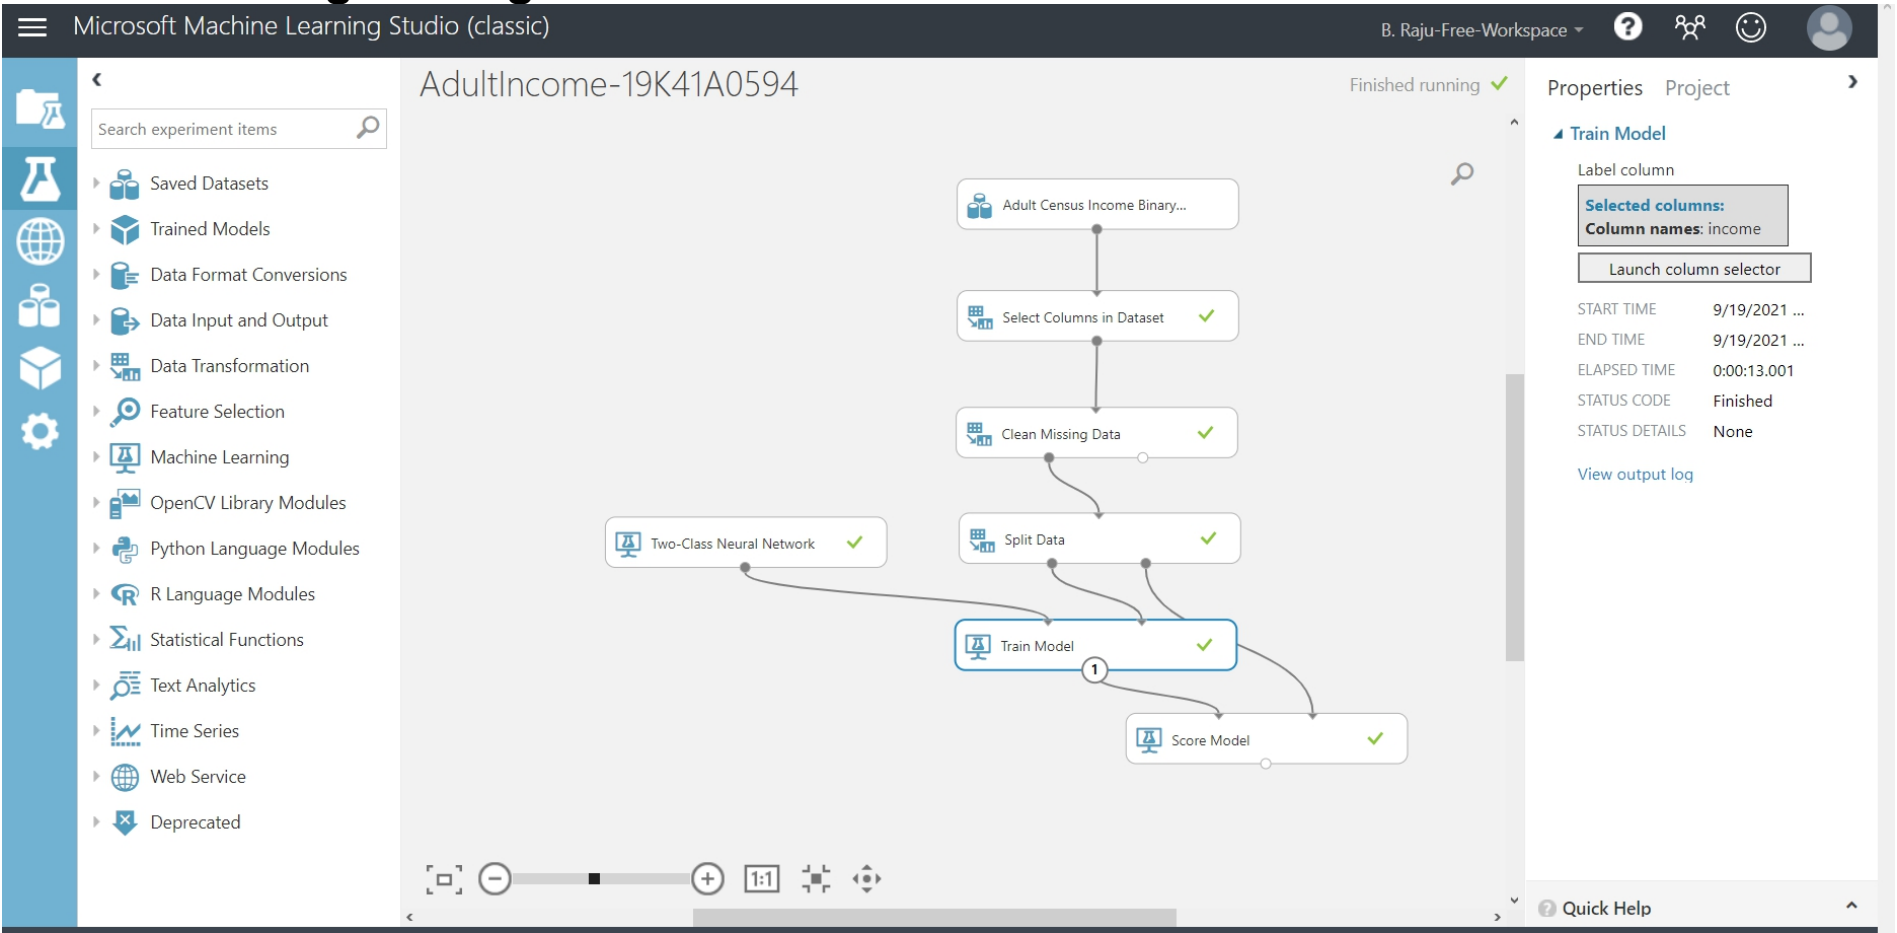 Microsoft Machine Learning Studio (classic)
B. Raju-Free-Workspace
?
AdultIncome-19K41A0594
Finished running
Search experiment items
Saved Datasets
Trained Models
Data Format Conversions
Data Input and Output
Data Transformation
Feature Selection
Machine Learning
OpenCV Library Modules
Python Language Modules
R Language Modules
Statistical Functions
Text Analytics
Time Series
Web Service
Deprecated
Adult Census Income Binary...
Select Columns in Dataset
Clean Missing Data
Two-Class Neural Network
Split Data
Train Model
1
Score Model
1:1
Properties Project
Train Model
Label column
Selected columns:
Column names: income
Launch column selector
START TIME 9/19/2021 ...
END TIME 9/19/2021 ...
ELAPSED TIME 0:00:13.001
STATUS CODE Finished
STATUS DETAILS None
View output log
? Quick Help